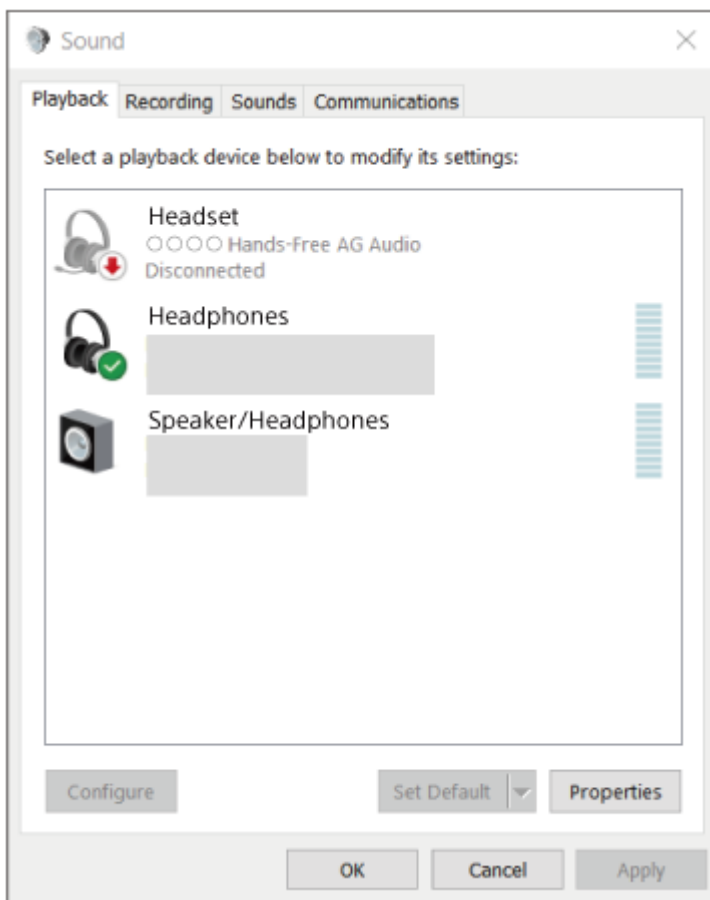 Sound
Playback Recording Sounds Communications
Select a playback device below to modify its settings:
Headset
○○○○ Hands-Free AG Audio
Disconnected
Headphones
Speaker/Headphones
Configure Set Default Properties
OK Cancel Apply